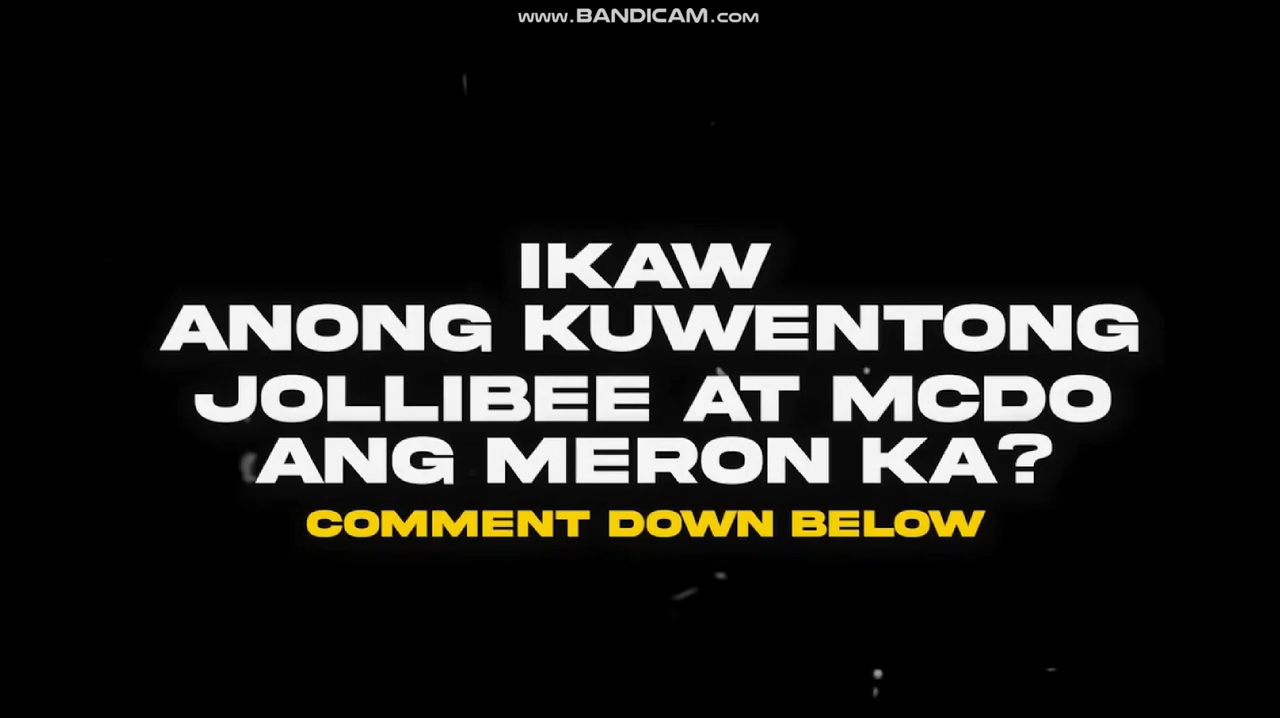 www.BANDICAM.com
IKAW
ANONG KUWENTONG
JOLLIBEE AT MCDO
ANG MERON KA?
COMMENT DOWN BELOW